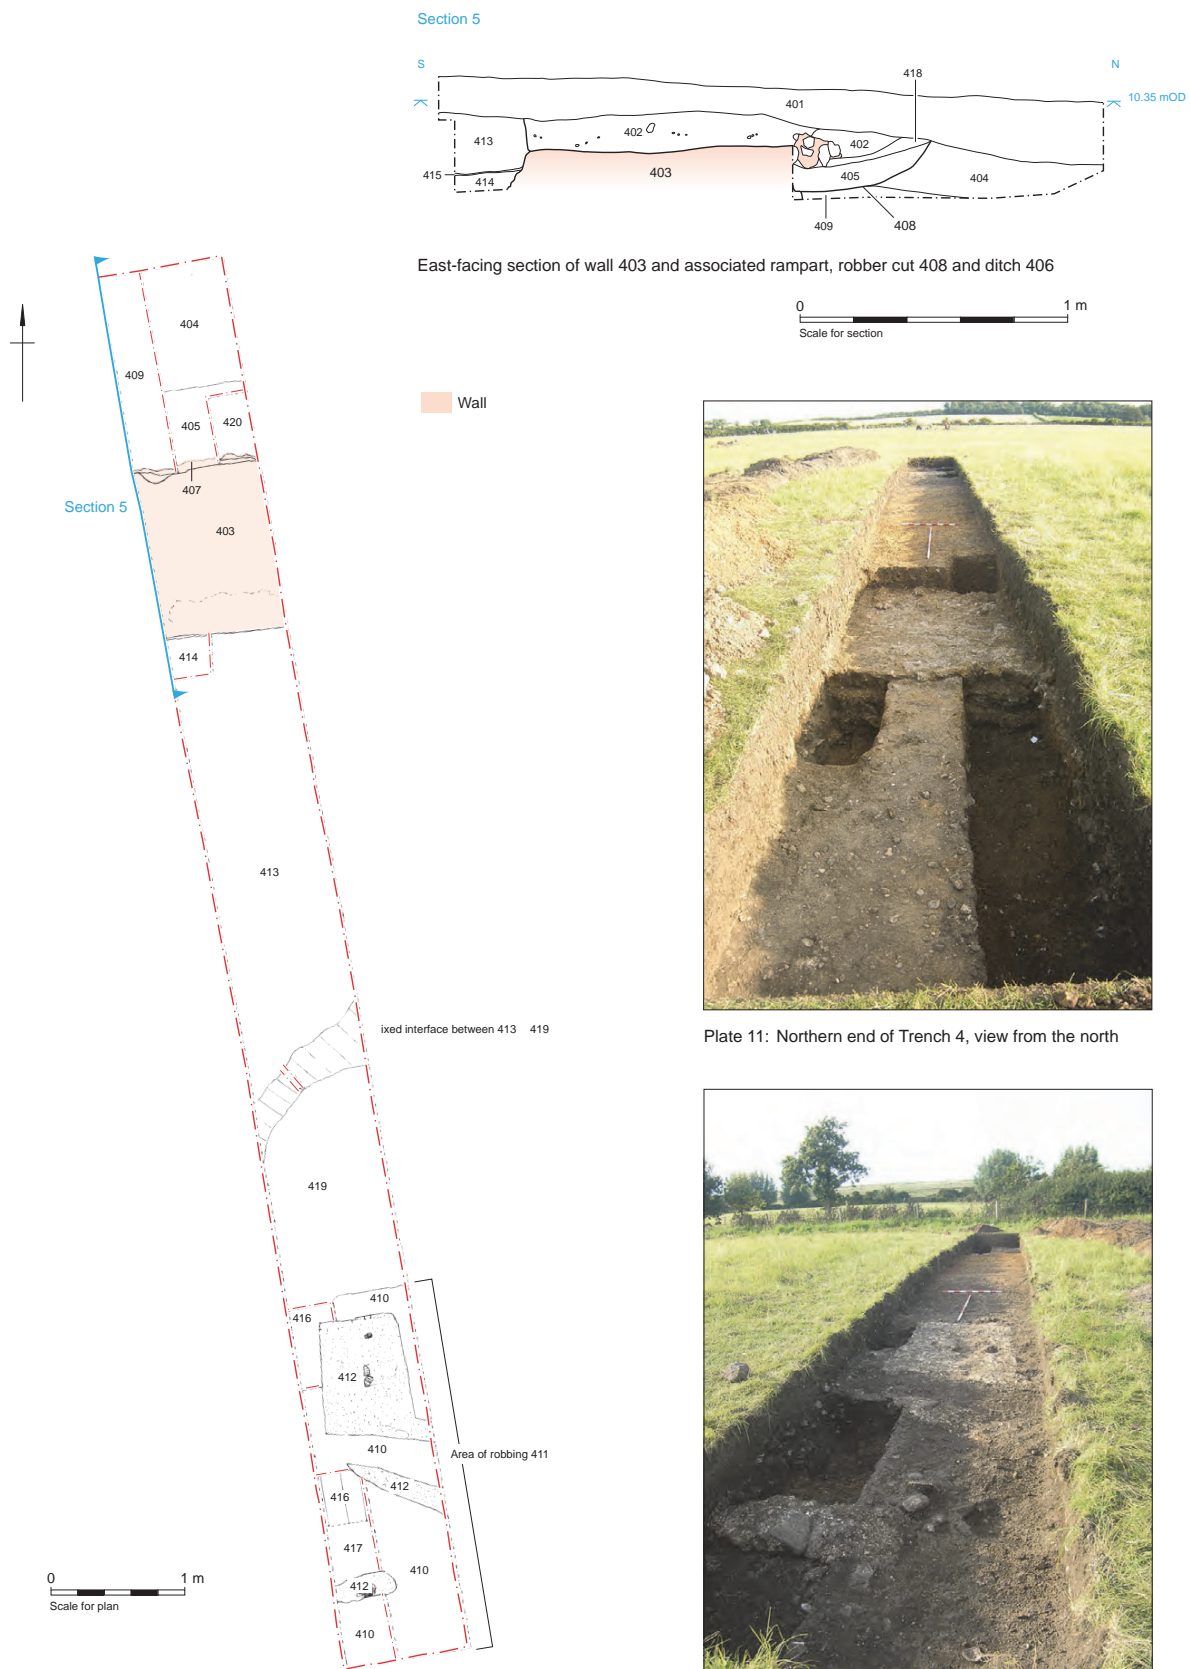 Section 5
S
N
418
10.35 mOD
401
402
402
413
403
405
404
415
414
409
408
East-facing section of wall 403 and associated rampart, robber cut 408 and ditch 406
0 1 m
Scale for section
404
409
405
420
Wall
407
Section 5
403
414
413
ixed interface between 413 419
Plate 11: Northern end of Trench 4, view from the north
419
410
416
412
410
Area of robbing 411
412
416
417
410
412
410
0 1 m
Scale for plan